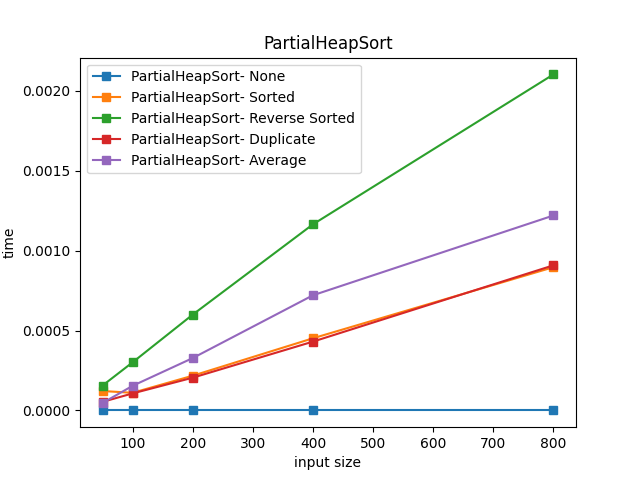 PartialHeapSort
PartialHeapSort- None
PartialHeapSort- Sorted
PartialHeapSort- Reverse Sorted
PartialHeapSort- Duplicate
PartialHeapSort- Average
0.0020
0.0015
0.0010
0.0005
0.0000
time
100 200 300 400 500 600 700 800
input size